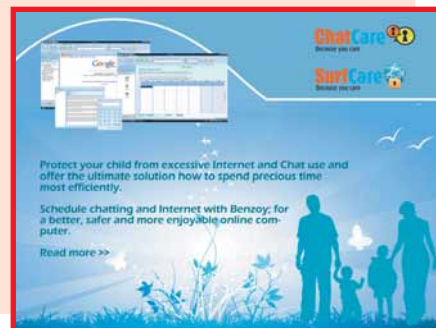 ChatCare
Because you care
SurfCare
Because you care
Google
Protect your child from excessive Internet and Chat use and
offer the ultimate solution how to spend precious time
most efficiently.
Schedule chatting and Internet with Benzoy; for
a better, safer and more enjoyable online com-
puter.
Read more >>